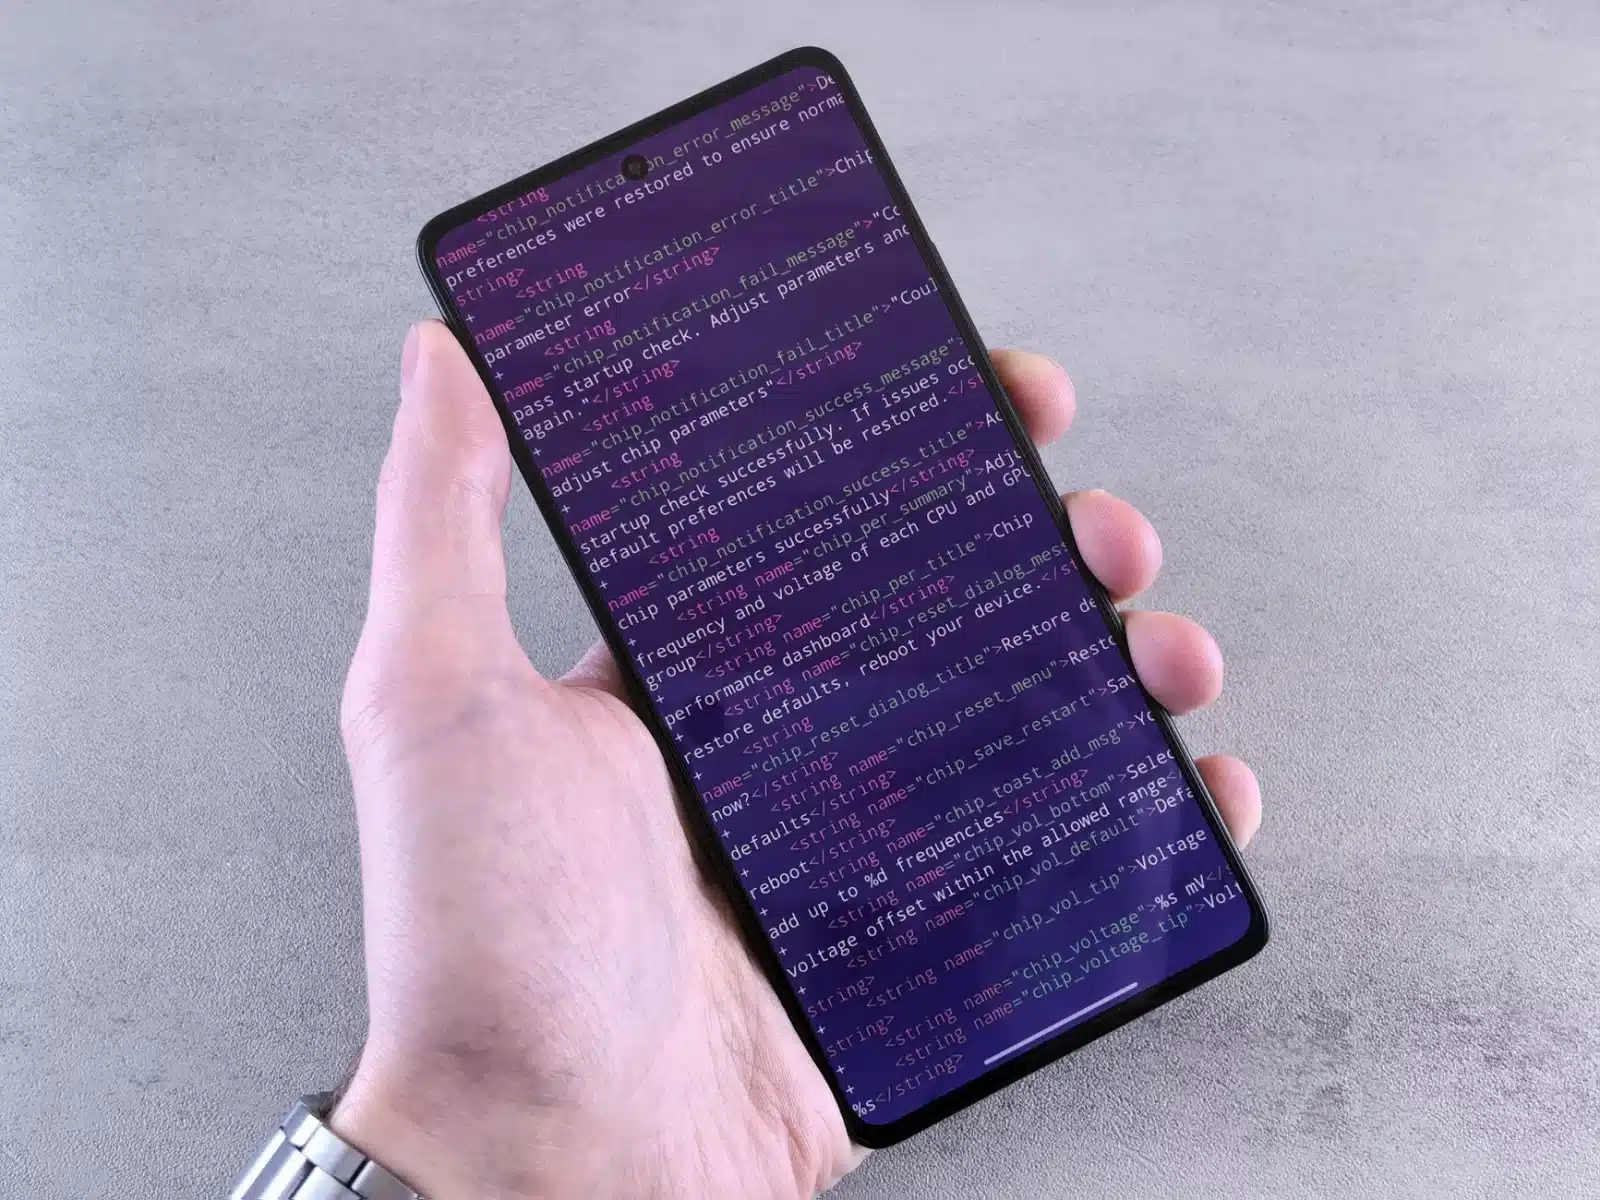 <string
name="chip_notification_error_message">De
preferences were restored to ensure norma
string>
+    <string
name="chip_notification_error_title">Chip
parameter error</string>
+    <string
name="chip_notification_fail_message">"Co
pass startup check. Adjust parameters and
again."</string>
+    <string
name="chip_notification_fail_title">"Coul
adjust chip parameters"</string>
+    <string
name="chip_notification_success_message"
startup check successfully. If issues occ
default preferences will be restored.</s
+    <string
name="chip_notification_success_title">Ad
chip parameters successfully</string>
+    <string name="chip_per_summary">Adju
frequency and voltage of each CPU and GPU
group</string>
+    <string name="chip_per_title">Chip
performance dashboard</string>
+    <string name="chip_reset_dialog_mess
restore defaults, reboot your device.</st
+    <string
name="chip_reset_dialog_title">Restore de
now?</string>
+    <string name="chip_reset_menu">Resto
defaults</string>
+    <string name="chip_save_restart">Sav
reboot</string>
+    <string name="chip_toast_add_msg">Yo
add up to %d frequencies</string>
+    <string name="chip_vol_bottom">Selec
voltage offset within the allowed range</
+    <string name="chip_vol_default">Defa
string>
+    <string name="chip_vol_tip">Voltage
string>
+    <string name="chip_voltage">%s mV</s
+    <string name="chip_voltage_tip">Vol
%s</string>